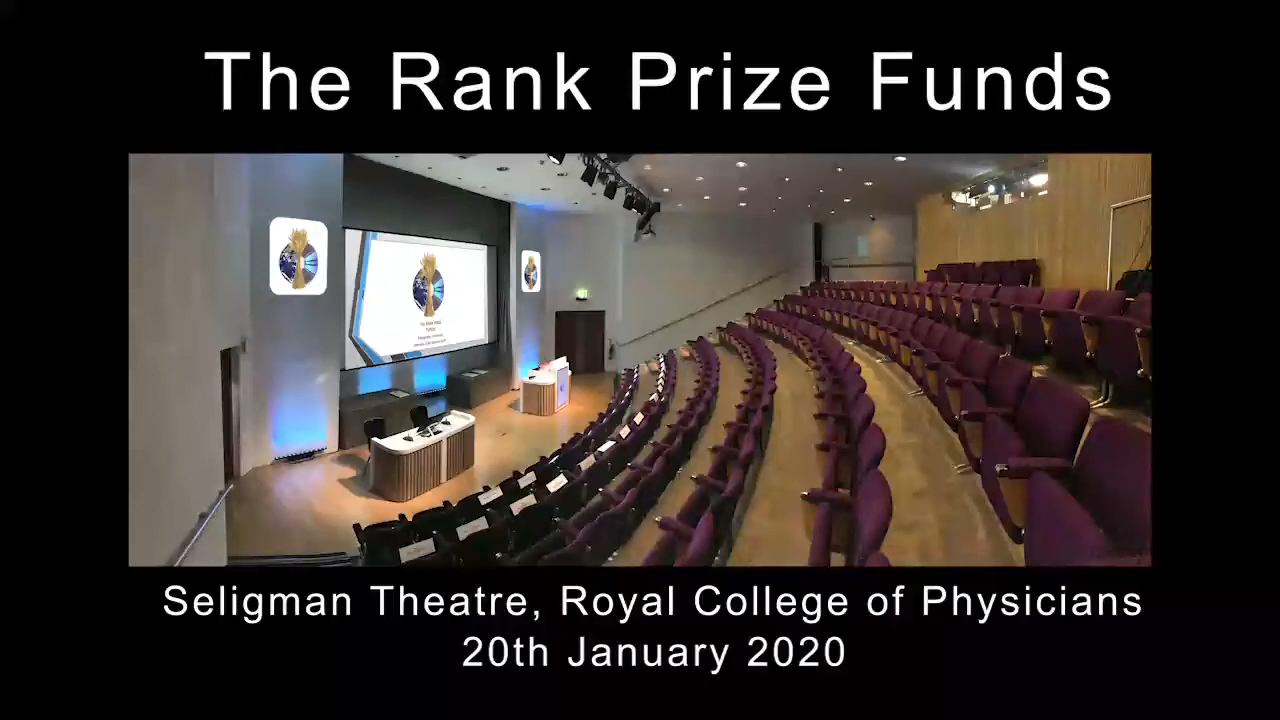 The Rank Prize Funds
Seligman Theatre, Royal College of Physicians
20th January 2020